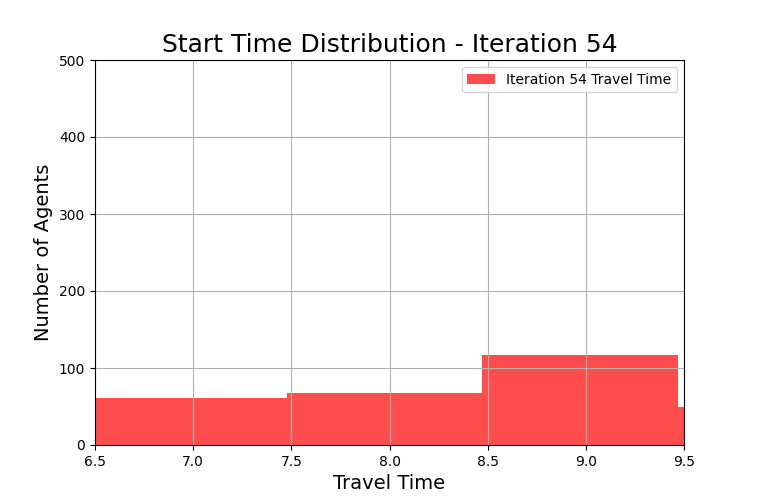 Start Time Distribution - Iteration 54
500
400
300
200
100
0
Number of Agents
Iteration 54 Travel Time
6.5 7.0 7.5 8.0 8.5 9.0 9.5
Travel Time